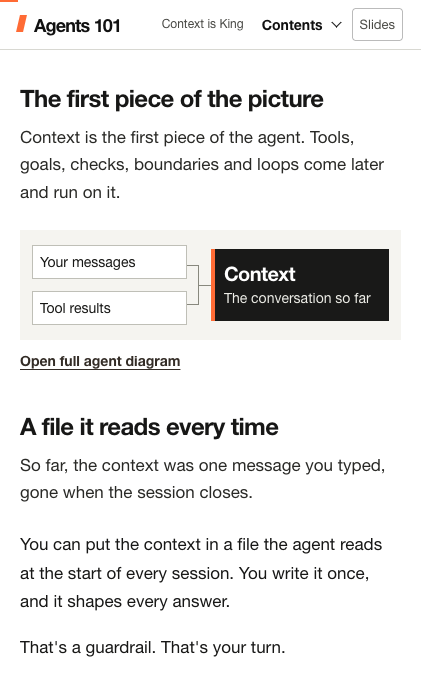 Agents 101
Context is King
Contents
Slides
The first piece of the picture
Context is the first piece of the agent. Tools,
goals, checks, boundaries and loops come later
and run on it.
Your messages
Tool results
Context
The conversation so far
Open full agent diagram
A file it reads every time
So far, the context was one message you typed,
gone when the session closes.
You can put the context in a file the agent reads
at the start of every session. You write it once,
and it shapes every answer.
That's a guardrail. That's your turn.